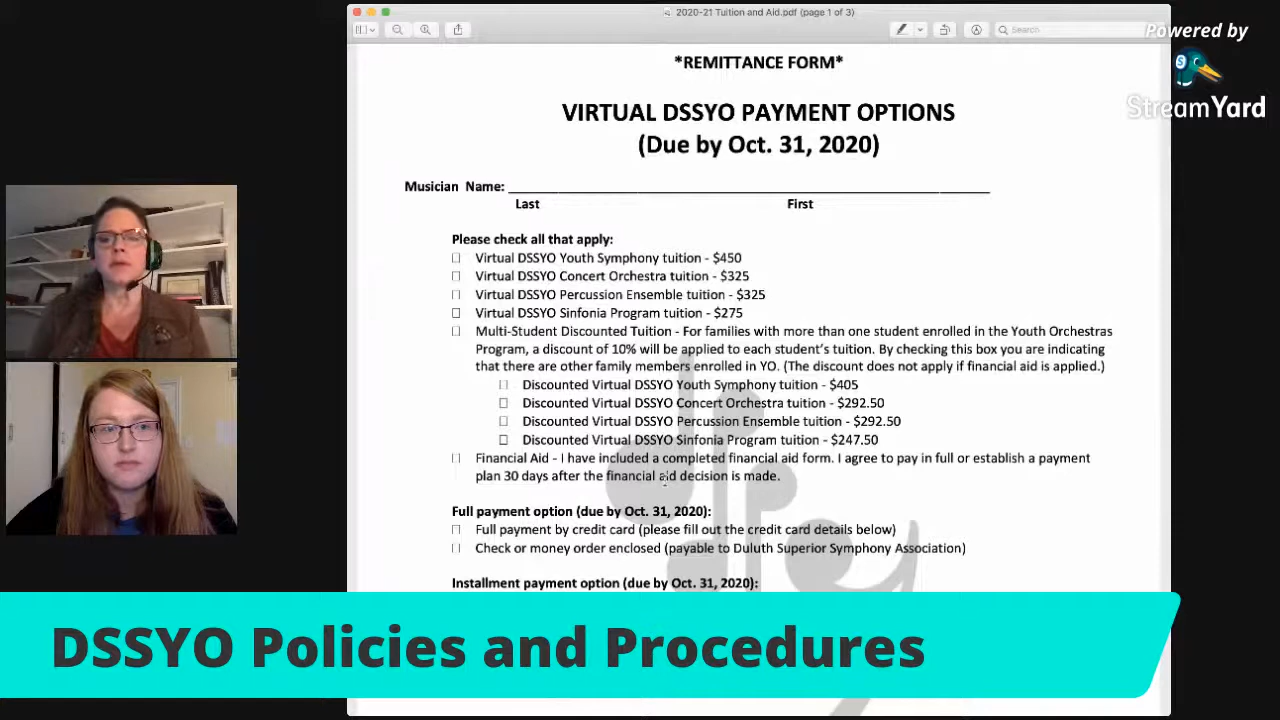 2020-21 Tuition and Aid.pdf (page 1 of 3)
Search
Powered by
StreamYard
*REMITTANCE FORM*
VIRTUAL DSSYO PAYMENT OPTIONS
(Due by Oct. 31, 2020)
Musician Name:
Last First
Please check all that apply:
Virtual DSSYO Youth Symphony tuition - $450
Virtual DSSYO Concert Orchestra tuition - $325
Virtual DSSYO Percussion Ensemble tuition - $325
Virtual DSSYO Sinfonia Program tuition - $275
Multi-Student Discounted Tuition - For families with more than one student enrolled in the Youth Orchestras
Program, a discount of 10% will be applied to each student's tuition. By checking this box you are indicating
that there are other family members enrolled in YO. (The discount does not apply if financial aid is applied.)
Discounted Virtual DSSYO Youth Symphony tuition - $405
Discounted Virtual DSSYO Concert Orchestra tuition - $292.50
Discounted Virtual DSSYO Percussion Ensemble tuition - $292.50
Discounted Virtual DSSYO Sinfonia Program tuition - $247.50
Financial Aid - I have included a completed financial aid form. I agree to pay in full or establish a payment
plan 30 days after the financial aid decision is made.
Full payment option (due by Oct. 31, 2020):
Full payment by credit card (please fill out the credit card details below)
Check or money order enclosed (payable to Duluth Superior Symphony Association)
Installment payment option (due by Oct. 31, 2020):
DSSYO Policies and Procedures